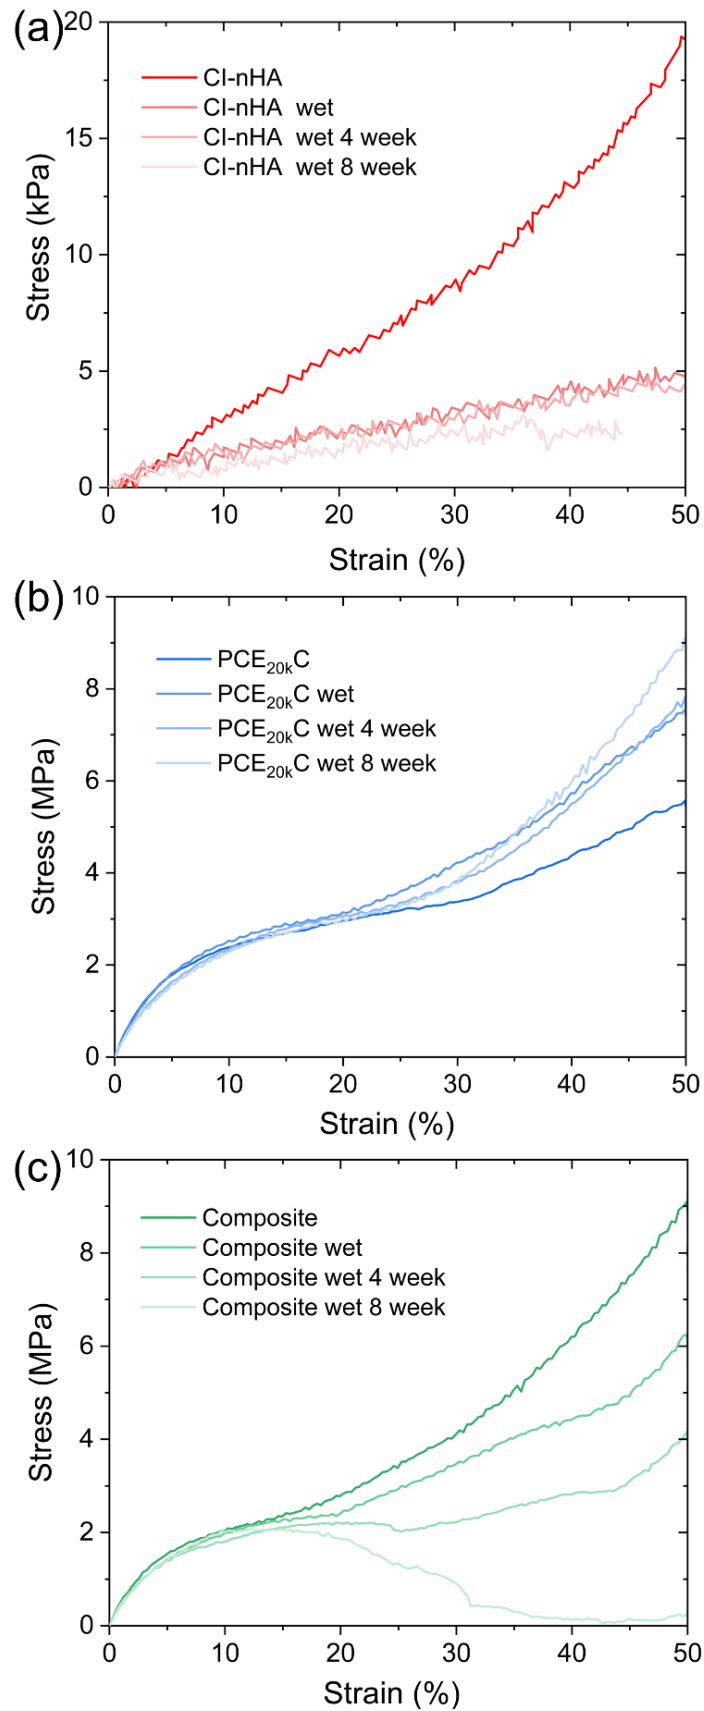 (a)
20
15
10
5
0
Stress (kPa)
CI-nHA
CI-nHA wet
CI-nHA wet 4 week
CI-nHA wet 8 week
0 10 20 30 40 50
Strain (%)
(b)
10
8
6
4
2
0
Stress (MPa)
PCE₂₀ₖC
PCE₂₀ₖC wet
PCE₂₀ₖC wet 4 week
PCE₂₀ₖC wet 8 week
0 10 20 30 40 50
Strain (%)
(c)
10
8
6
4
2
0
Stress (MPa)
Composite
Composite wet
Composite wet 4 week
Composite wet 8 week
0 10 20 30 40 50
Strain (%)